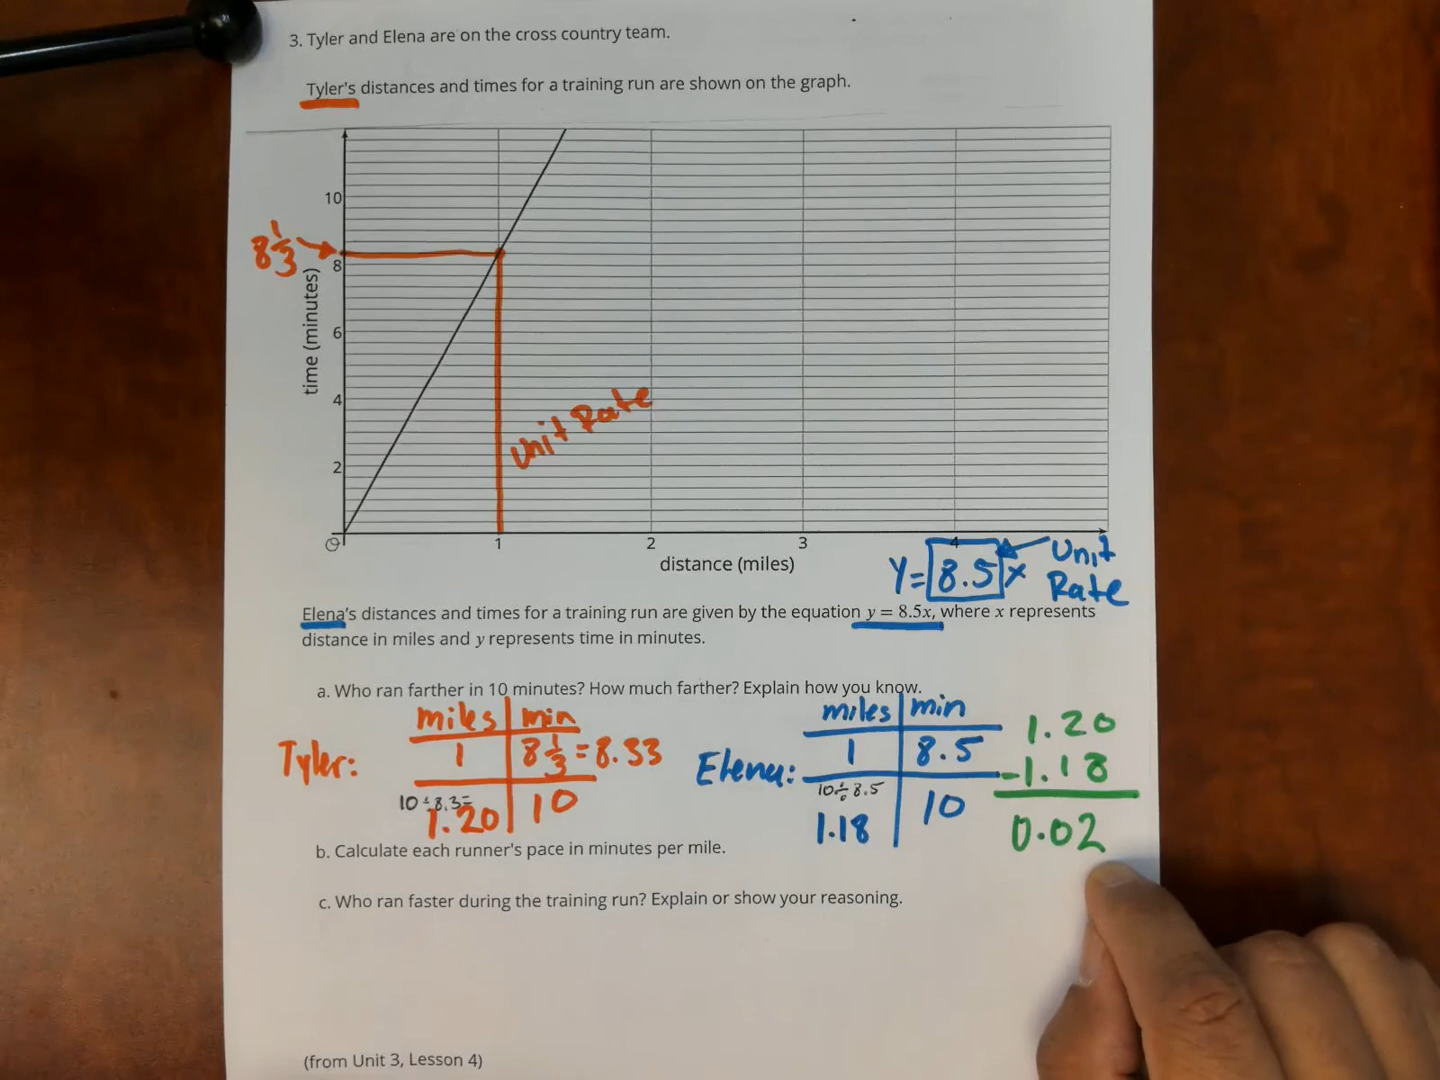 3. Tyler and Elena are on the cross country team.
Tyler's distances and times for a training run are shown on the graph.
10
8 1/3
8
6
4
2
0
time (minutes)
Unit Rate
1
2
3
4
distance (miles)
Y=8.5x
Unit
Rate
Elena's distances and times for a training run are given by the equation y = 8.5x, where x represents
distance in miles and y represents time in minutes.
a. Who ran farther in 10 minutes? How much farther? Explain how you know.
Tyler:
miles min
1 8 1/3 = 8.33
10÷8.3=
1.20 10
Elena:
miles min
1 8.5
10÷8.5
1.18 10
1.20
-1.18
0.02
b. Calculate each runner's pace in minutes per mile.
c. Who ran faster during the training run? Explain or show your reasoning.
(from Unit 3, Lesson 4)